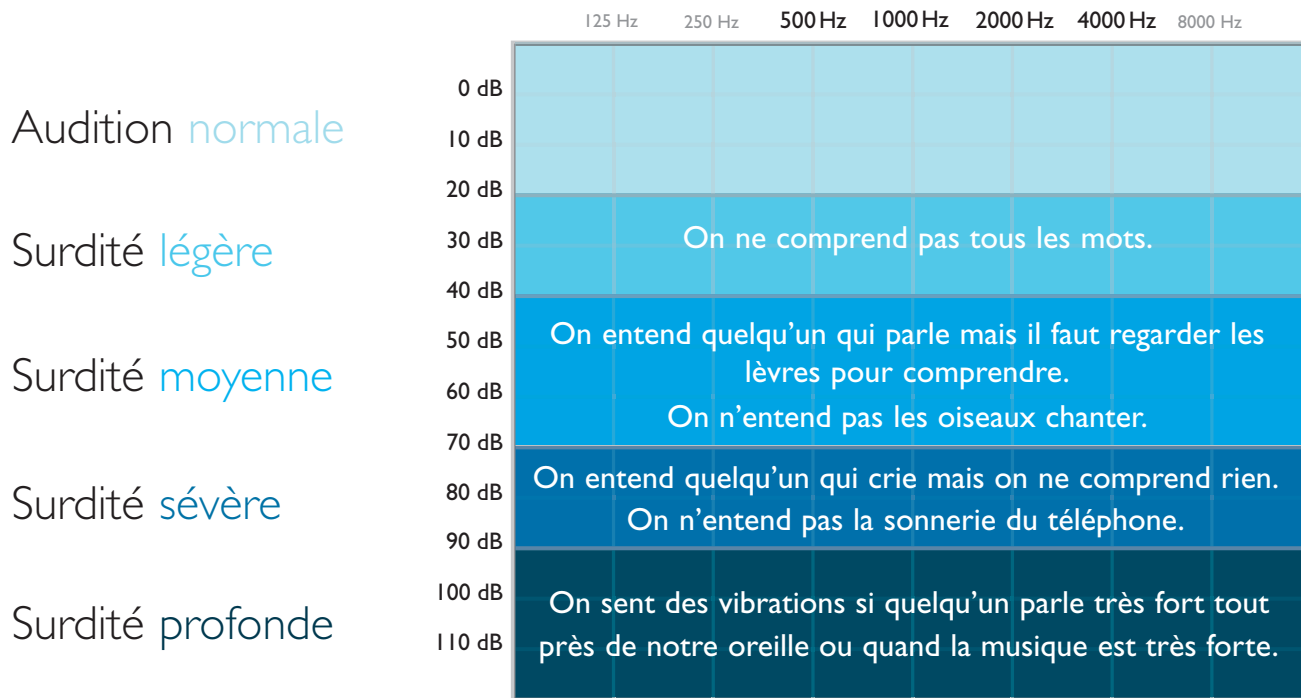 125 Hz 250 Hz 500 Hz 1000 Hz 2000 Hz 4000 Hz 8000 Hz
0 dB
Audition normale
10 dB
20 dB
Surdité légère
30 dB
On ne comprend pas tous les mots.
40 dB
50 dB
On entend quelqu’un qui parle mais il faut regarder les
lèvres pour comprendre.
Surdité moyenne
60 dB
On n’entend pas les oiseaux chanter.
70 dB
On entend quelqu’un qui crie mais on ne comprend rien.
Surdité sévère
80 dB
On n’entend pas la sonnerie du téléphone.
90 dB
100 dB
On sent des vibrations si quelqu’un parle très fort tout
Surdité profonde
110 dB
près de notre oreille ou quand la musique est très forte.